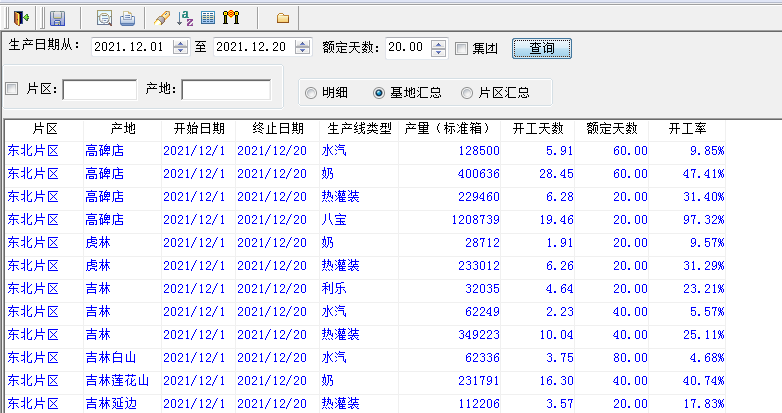 生产日期从： 2021.12.01 至 2021.12.20 额定天数： 20.00 集团 查询
片区： 产地： 明细 基地汇总 片区汇总
片区 产地 开始日期 终止日期 生产线类型 产量（标准箱） 开工天数 额定天数 开工率
东北片区 高碑店 2021/12/1 2021/12/20 水汽 128500 5.91 60.00 9.85%
东北片区 高碑店 2021/12/1 2021/12/20 奶 400636 28.45 60.00 47.41%
东北片区 高碑店 2021/12/1 2021/12/20 热灌装 229460 6.28 20.00 31.40%
东北片区 高碑店 2021/12/1 2021/12/20 八宝 1208739 19.46 20.00 97.32%
东北片区 虎林 2021/12/1 2021/12/20 奶 28712 1.91 20.00 9.57%
东北片区 虎林 2021/12/1 2021/12/20 热灌装 233012 6.26 20.00 31.29%
东北片区 吉林 2021/12/1 2021/12/20 利乐 32035 4.64 20.00 23.21%
东北片区 吉林 2021/12/1 2021/12/20 水汽 62249 2.23 40.00 5.57%
东北片区 吉林 2021/12/1 2021/12/20 热灌装 349223 10.04 40.00 25.11%
东北片区 吉林白山 2021/12/1 2021/12/20 水汽 62336 3.75 80.00 4.68%
东北片区 吉林莲花山 2021/12/1 2021/12/20 奶 231791 16.30 40.00 40.74%
东北片区 吉林延边 2021/12/1 2021/12/20 热灌装 112206 3.57 20.00 17.83%